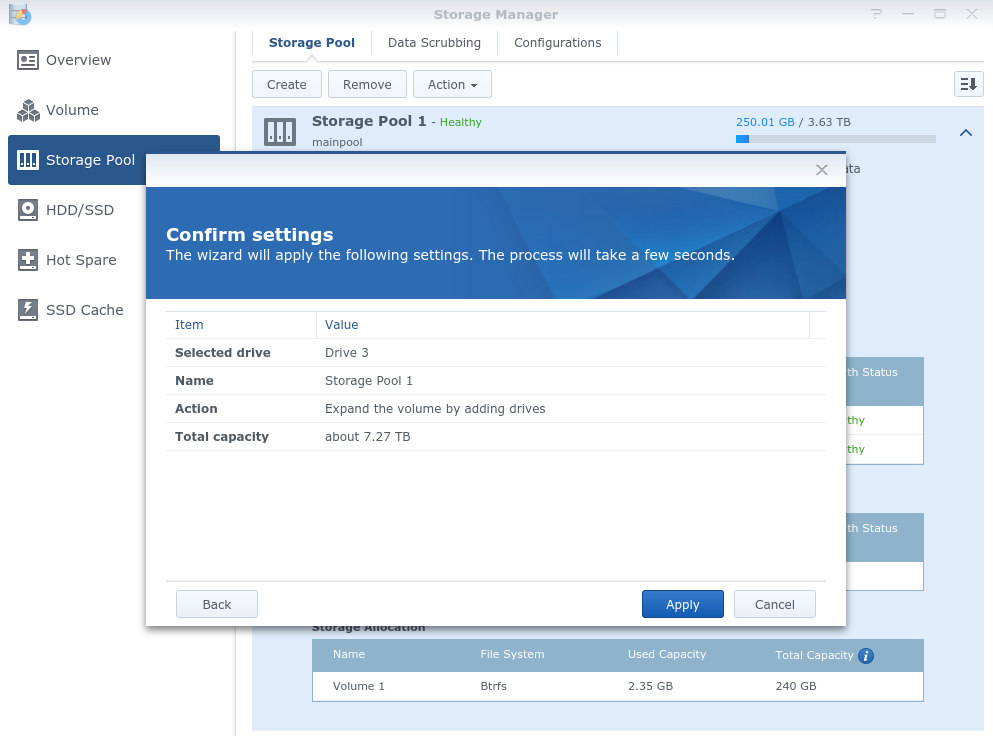 Storage Manager
Overview
Volume
Storage Pool
HDD/SSD
Hot Spare
SSD Cache
Storage Pool
Data Scrubbing
Configurations
Create
Remove
Action
Storage Pool 1 - Healthy
250.01 GB / 3.63 TB
mainpool
ata
Confirm settings
The wizard will apply the following settings. The process will take a few seconds.
Item Value
Selected drive Drive 3
Name Storage Pool 1
Action Expand the volume by adding drives
Total capacity about 7.27 TB
th Status
thy
thy
th Status
Back
Apply
Cancel
Storage Allocation
Name File System Used Capacity Total Capacity i
Volume 1 Btrfs 2.35 GB 240 GB